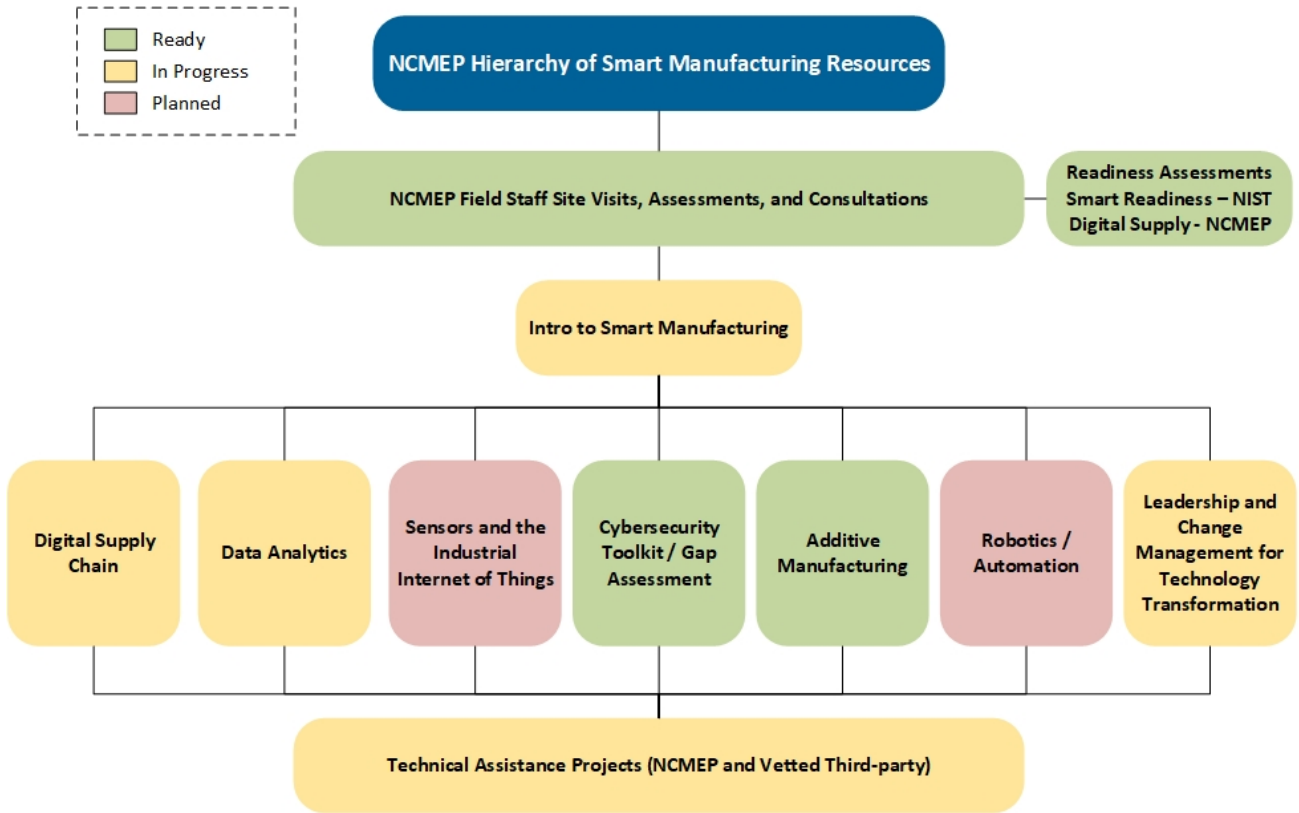 Ready
In Progress
Planned
NCMEP Hierarchy of Smart Manufacturing Resources
NCMEP Field Staff Site Visits, Assessments, and Consultations
Readiness Assessments
Smart Readiness – NIST
Digital Supply - NCMEP
Intro to Smart Manufacturing
Digital Supply
Chain
Data Analytics
Sensors and the
Industrial
Internet of Things
Cybersecurity
Toolkit / Gap
Assessment
Additive
Manufacturing
Robotics /
Automation
Leadership and
Change
Management for
Technology
Transformation
Technical Assistance Projects (NCMEP and Vetted Third-party)